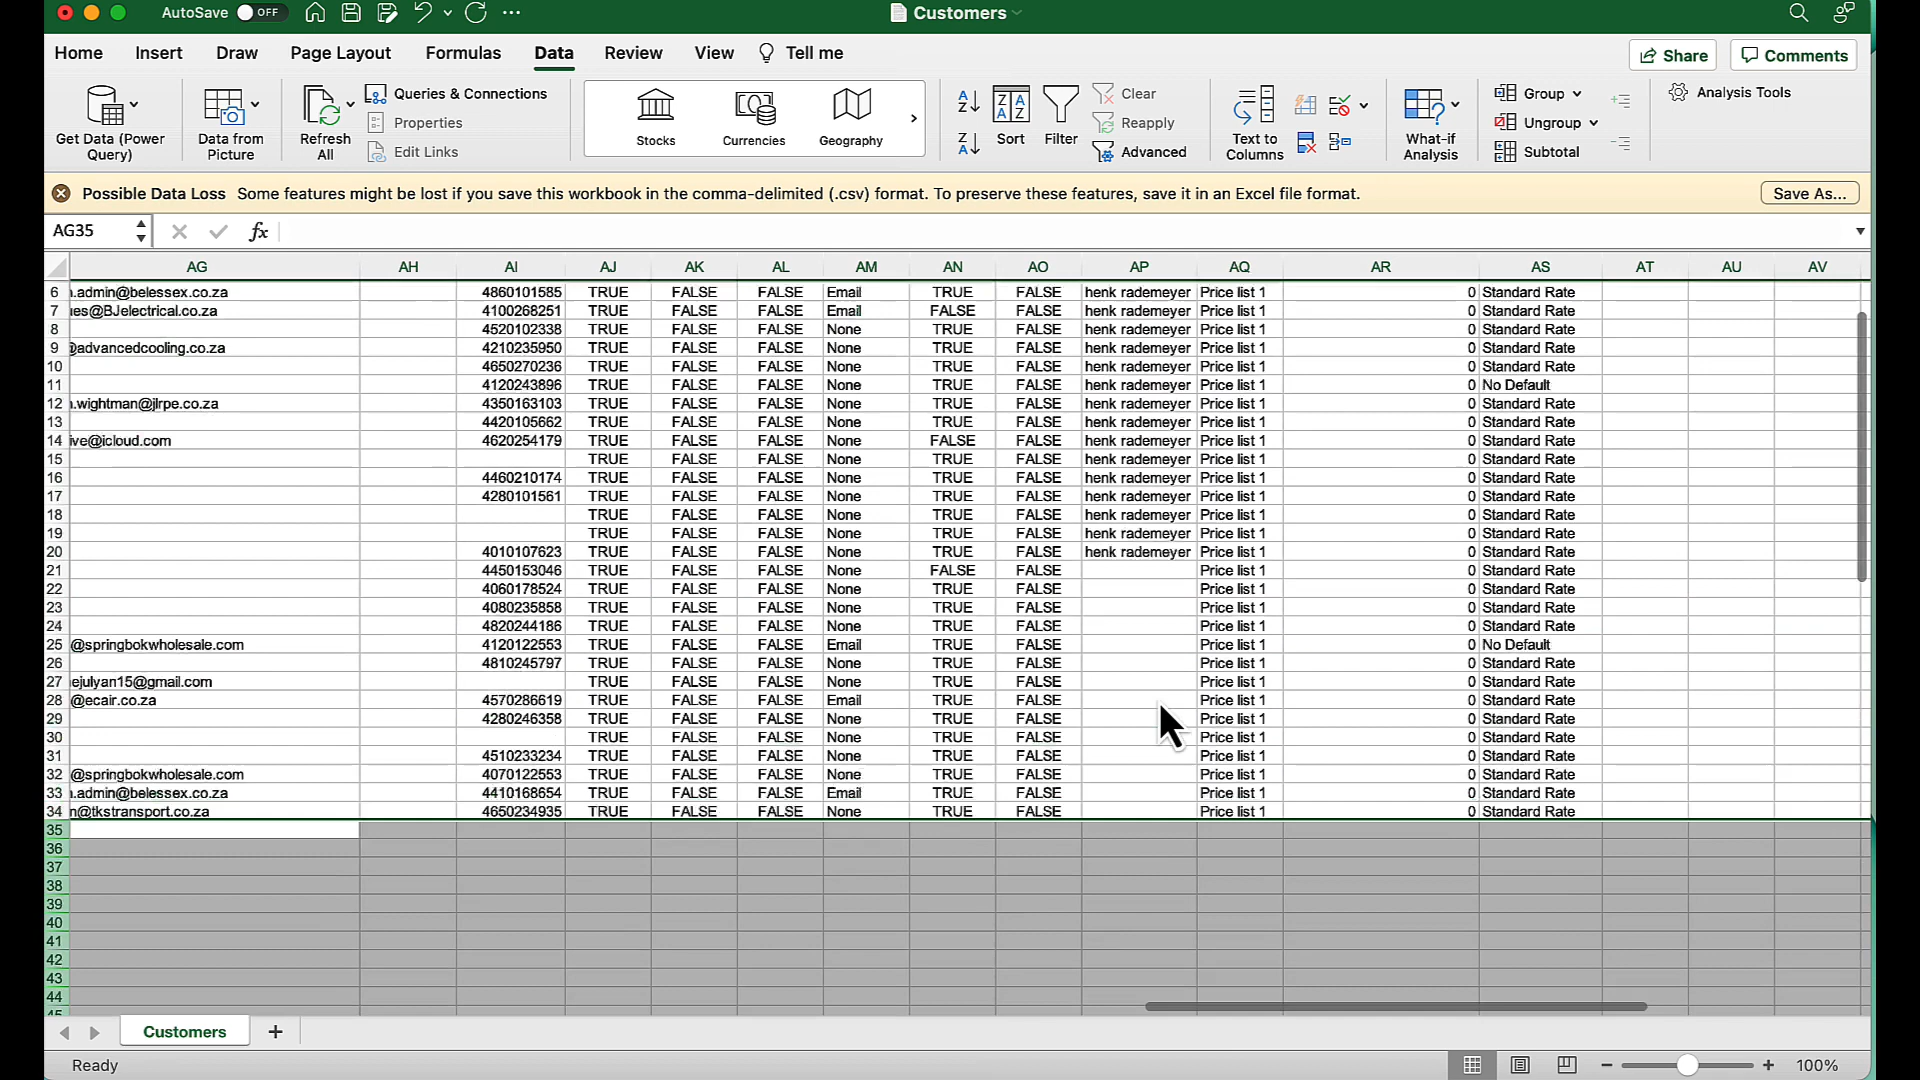 AutoSave OFF Customers
Home Insert Draw Page Layout Formulas Data Review View Tell me Share Comments
Get Data (Power Query) Data from Picture Refresh All Queries & Connections Properties Edit Links Stocks Currencies Geography Sort Filter Clear Reapply Advanced Text to Columns What-if Analysis Group Ungroup Subtotal Analysis Tools
Possible Data Loss Some features might be lost if you save this workbook in the comma-delimited (.csv) format. To preserve these features, save it in an Excel file format. Save As...
AG35 fx
AG AH AI AJ AK AL AM AN AO AP AQ AR AS AT AU AV
6 .admin@belessex.co.za 4860101585 TRUE FALSE FALSE Email TRUE FALSE henk rademeyer Price list 1 0 Standard Rate
7 es@BJelectrical.co.za 4100268251 TRUE FALSE FALSE Email FALSE FALSE henk rademeyer Price list 1 0 Standard Rate
8 4520102338 TRUE FALSE FALSE None TRUE FALSE henk rademeyer Price list 1 0 Standard Rate
9 @advancedcooling.co.za 4210235950 TRUE FALSE FALSE None TRUE FALSE henk rademeyer Price list 1 0 Standard Rate
10 4650270236 TRUE FALSE FALSE None TRUE FALSE henk rademeyer Price list 1 0 Standard Rate
11 4120243896 TRUE FALSE FALSE None TRUE FALSE henk rademeyer Price list 1 0 No Default
12 .wightman@jlrpe.co.za 4350163103 TRUE FALSE FALSE None TRUE FALSE henk rademeyer Price list 1 0 Standard Rate
13 4420105662 TRUE FALSE FALSE None TRUE FALSE henk rademeyer Price list 1 0 Standard Rate
14 ive@icloud.com 4620254179 TRUE FALSE FALSE None FALSE FALSE henk rademeyer Price list 1 0 Standard Rate
15 TRUE FALSE FALSE None TRUE FALSE henk rademeyer Price list 1 0 Standard Rate
16 4460210174 TRUE FALSE FALSE None TRUE FALSE henk rademeyer Price list 1 0 Standard Rate
17 4280101561 TRUE FALSE FALSE None TRUE FALSE henk rademeyer Price list 1 0 Standard Rate
18 TRUE FALSE FALSE None TRUE FALSE henk rademeyer Price list 1 0 Standard Rate
19 TRUE FALSE FALSE None TRUE FALSE henk rademeyer Price list 1 0 Standard Rate
20 4010107623 TRUE FALSE FALSE None TRUE FALSE henk rademeyer Price list 1 0 Standard Rate
21 4450153046 TRUE FALSE FALSE None FALSE FALSE Price list 1 0 Standard Rate
22 4060178524 TRUE FALSE FALSE None TRUE FALSE Price list 1 0 Standard Rate
23 4080235858 TRUE FALSE FALSE None TRUE FALSE Price list 1 0 Standard Rate
24 4820244186 TRUE FALSE FALSE None TRUE FALSE Price list 1 0 Standard Rate
25 @springbokwholesale.com 4120122553 TRUE FALSE FALSE Email TRUE FALSE Price list 1 0 No Default
26 4810245797 TRUE FALSE FALSE None TRUE FALSE Price list 1 0 Standard Rate
27 ejulyan15@gmail.com TRUE FALSE FALSE None TRUE FALSE Price list 1 0 Standard Rate
28 @ecair.co.za 4570286619 TRUE FALSE FALSE Email TRUE FALSE Price list 1 0 Standard Rate
29 4280246358 TRUE FALSE FALSE None TRUE FALSE Price list 1 0 Standard Rate
30 TRUE FALSE FALSE None TRUE FALSE Price list 1 0 Standard Rate
31 4510233234 TRUE FALSE FALSE None TRUE FALSE Price list 1 0 Standard Rate
32 @springbokwholesale.com 4070122553 TRUE FALSE FALSE None TRUE FALSE Price list 1 0 Standard Rate
33 .admin@belessex.co.za 4410168654 TRUE FALSE FALSE Email TRUE FALSE Price list 1 0 Standard Rate
34 n@tkstransport.co.za 4650234935 TRUE FALSE FALSE None TRUE FALSE Price list 1 0 Standard Rate
35
36
37
38
39
40
41
42
43
44
45
Customers
Ready 100%